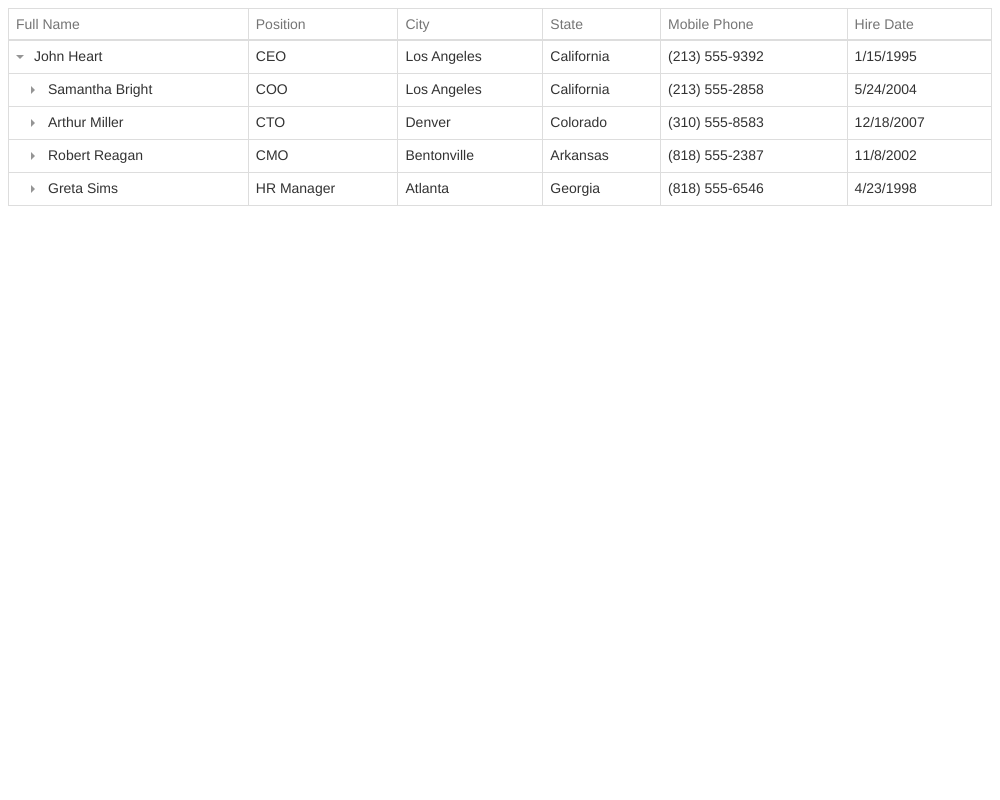 Full Name Position City State Mobile Phone Hire Date
John Heart CEO Los Angeles California (213) 555-9392 1/15/1995
Samantha Bright COO Los Angeles California (213) 555-2858 5/24/2004
Arthur Miller CTO Denver Colorado (310) 555-8583 12/18/2007
Robert Reagan CMO Bentonville Arkansas (818) 555-2387 11/8/2002
Greta Sims HR Manager Atlanta Georgia (818) 555-6546 4/23/1998